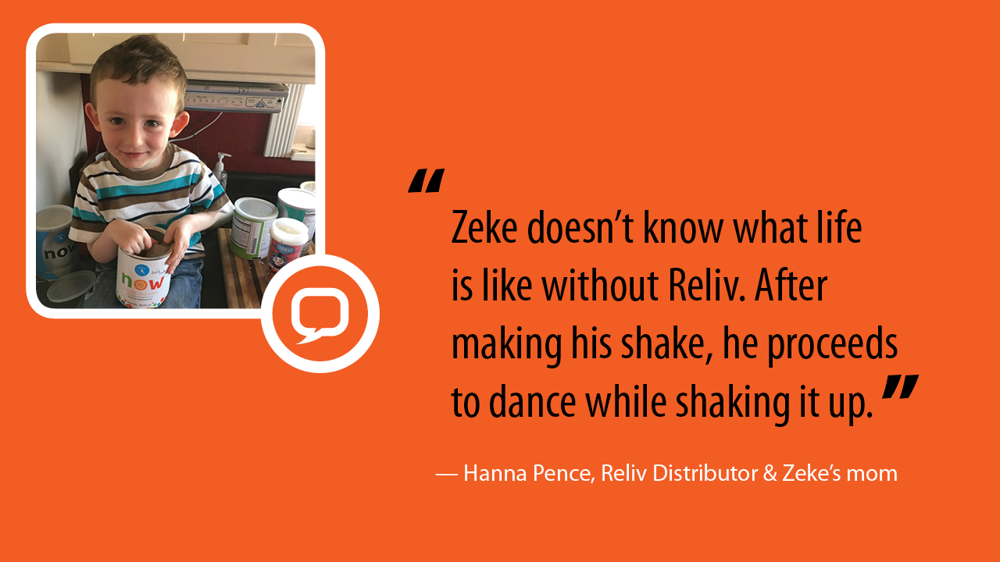 now
now
“
Zeke doesn’t know what life
is like without Reliv. After
making his shake, he proceeds
to dance while shaking it up.”
— Hanna Pence, Reliv Distributor & Zeke’s mom